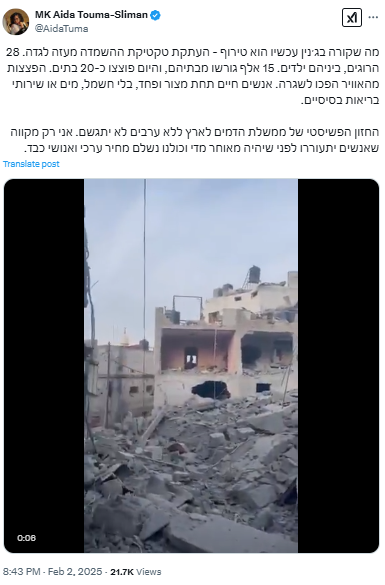 MK Aida Touma-Sliman
@AidaTuma
מה שקורה בג׳נין עכשיו הוא טירוף - העתקת טקטיקת ההשמדה מעזה לגדה. 28
הרוגים, ביניהם ילדים. 15 אלף גורשו מבתיהם, והיום פוצצו כ-20 בתים. הפצצות
מהאוויר הפכו לשגרה. אנשים חיים תחת מצור ופחד, בלי חשמל, מים או שירותי
בריאות בסיסיים.
החזון הפשיסטי של ממשלת הדמים לארץ ללא ערבים לא יתגשם. אני רק מקווה
שאנשים יתעוררו לפני שיהיה מאוחר מדי וכולנו נשלם מחיר ערכי ואנושי כבד.
Translate post
0:06
8:43 PM · Feb 2, 2025 · 21.7K Views